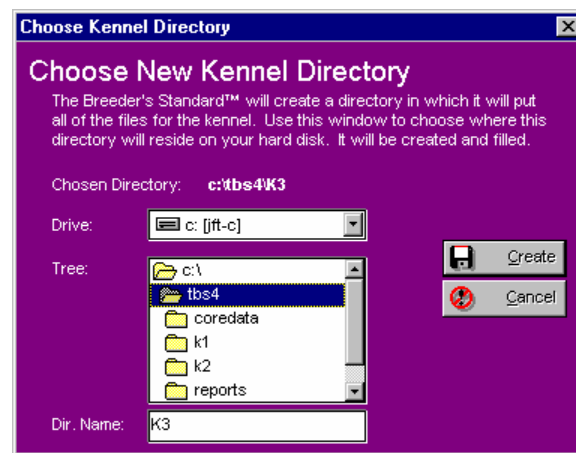 Choose Kennel Directory
Choose New Kennel Directory
The Breeder's Standard™ will create a directory in which it will put
all of the files for the kennel. Use this window to choose where this
directory will reside on your hard disk. It will be created and filled.
Chosen Directory: c:\tbs4\K3
Drive: c: [jft-c]
Tree: c:\
tbs4
coredata
k1
k2
reports
Create
Cancel
Dir. Name: K3